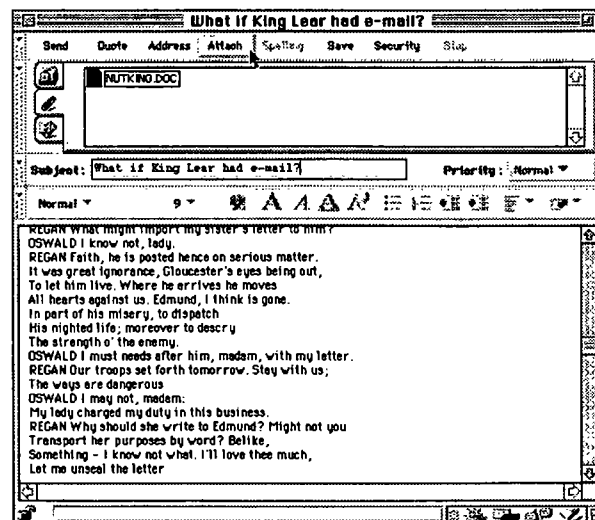 What if King Lear had e-mail?
Send Quote Address Attach Spelling Save Security Stop
NUTKING.DOC
Subject: What if King Lear had e-mail? Priority: Normal
Normal 9 A A A A
REGAN What might import my sister's letter to him?
OSWALD I know not, lady.
REGAN Faith, he is posted hence on serious matter.
It was great ignorance, Gloucester's eyes being out,
To let him live. Where he arrives he moves
All hearts against us. Edmund, I think is gone.
In part of his misery, to dispatch
His nighted life; moreover to descry
The strength o' the enemy.
OSWALD I must needs after him, madam, with my letter.
REGAN Our troops set forth tomorrow. Stay with us;
The ways are dangerous
OSWALD I may not, madam:
My lady charged my duty in this business.
REGAN Why should she write to Edmund? Might not you
Transport her purposes by word? Belike,
Something - I know not what. I'll love thee much,
Let me unseal the letter